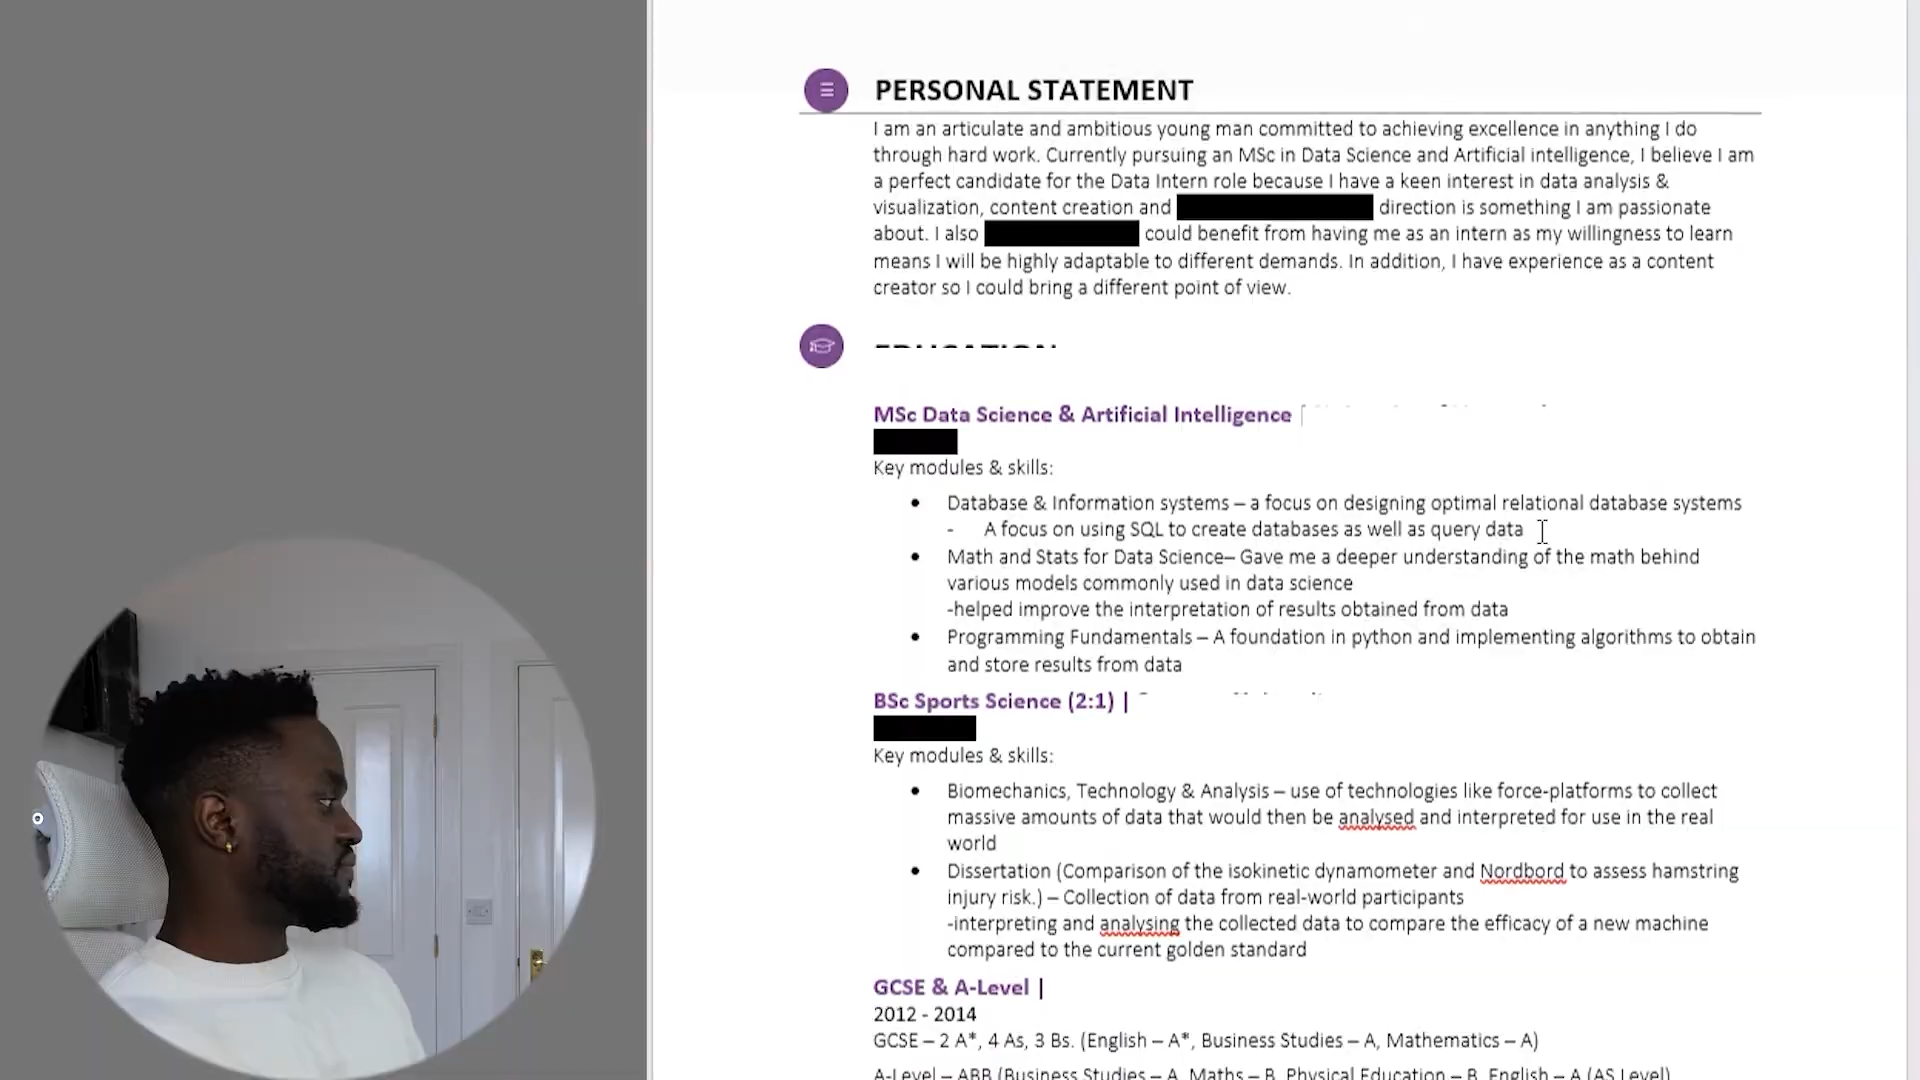 PERSONAL STATEMENT
I am an articulate and ambitious young man committed to achieving excellence in anything I do
through hard work. Currently pursuing an MSc in Data Science and Artificial intelligence, I believe I am
a perfect candidate for the Data Intern role because I have a keen interest in data analysis &
visualization, content creation and direction is something I am passionate
about. I also could benefit from having me as an intern as my willingness to learn
means I will be highly adaptable to different demands. In addition, I have experience as a content
creator so I could bring a different point of view.
EDUCATION
MSc Data Science & Artificial Intelligence |
Key modules & skills:
• Database & Information systems – a focus on designing optimal relational database systems
- A focus on using SQL to create databases as well as query data
• Math and Stats for Data Science– Gave me a deeper understanding of the math behind
various models commonly used in data science
-helped improve the interpretation of results obtained from data
• Programming Fundamentals – A foundation in python and implementing algorithms to obtain
and store results from data
BSc Sports Science (2:1) |
Key modules & skills:
• Biomechanics, Technology & Analysis – use of technologies like force-platforms to collect
massive amounts of data that would then be analysed and interpreted for use in the real
world
• Dissertation (Comparison of the isokinetic dynamometer and Nordbord to assess hamstring
injury risk.) – Collection of data from real-world participants
-interpreting and analysing the collected data to compare the efficacy of a new machine
compared to the current golden standard
GCSE & A-Level |
2012 - 2014
GCSE – 2 A*, 4 As, 3 Bs. (English – A*, Business Studies – A, Mathematics – A)
A-Level – ABB (Business Studies – A, Maths – B, Physical Education – B, English – A (AS Level)